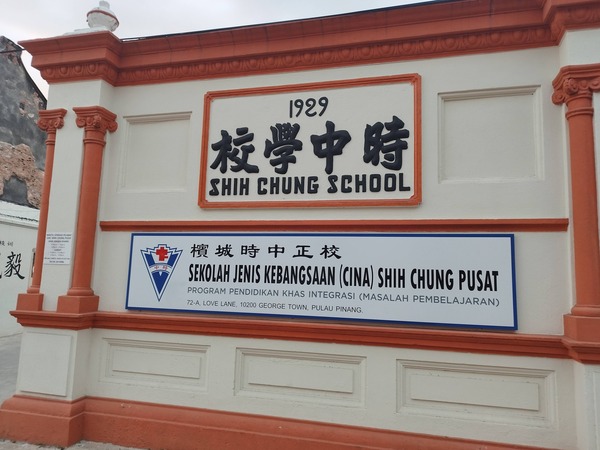 1929
時中學校
SHIH CHUNG SCHOOL
檳城時中正校
SEKOLAH JENIS KEBANGSAAN (CINA) SHIH CHUNG PUSAT
PROGRAM PENDIDIKAN KHAS INTEGRASI (MASALAH PEMBELAJARAN)
72-A, LOVE LANE. 10200 GEORGE TOWN, PULAU PINANG.
毅